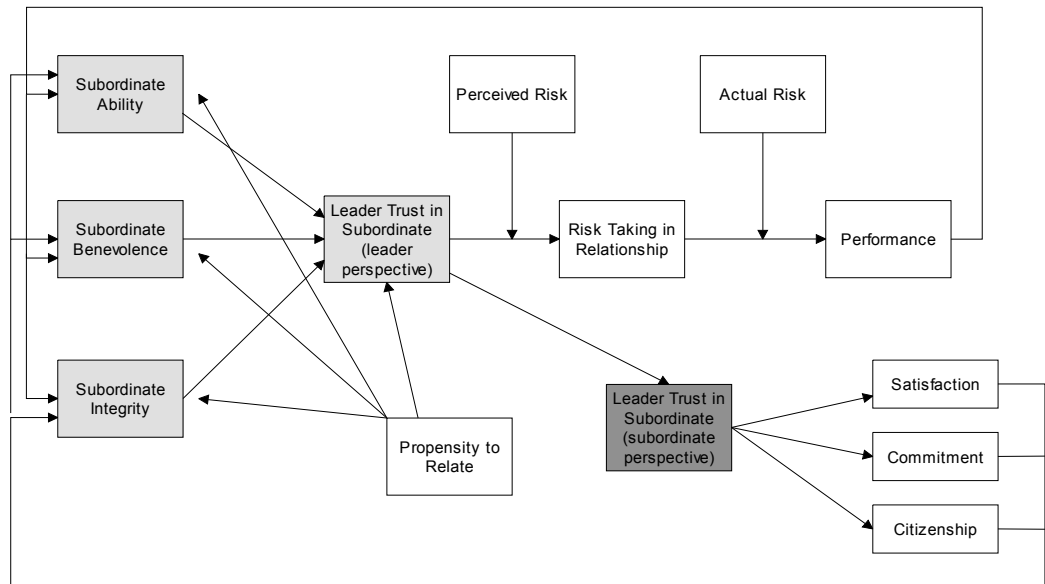 Subordinate
Ability
Perceived Risk
Actual Risk
Subordinate
Benevolence
Leader Trust in
Subordinate
(leader
perspective)
Risk Taking in
Relationship
Performance
Subordinate
Integrity
Propensity to
Relate
Leader Trust in
Subordinate
(subordinate
perspective)
Satisfaction
Commitment
Citizenship